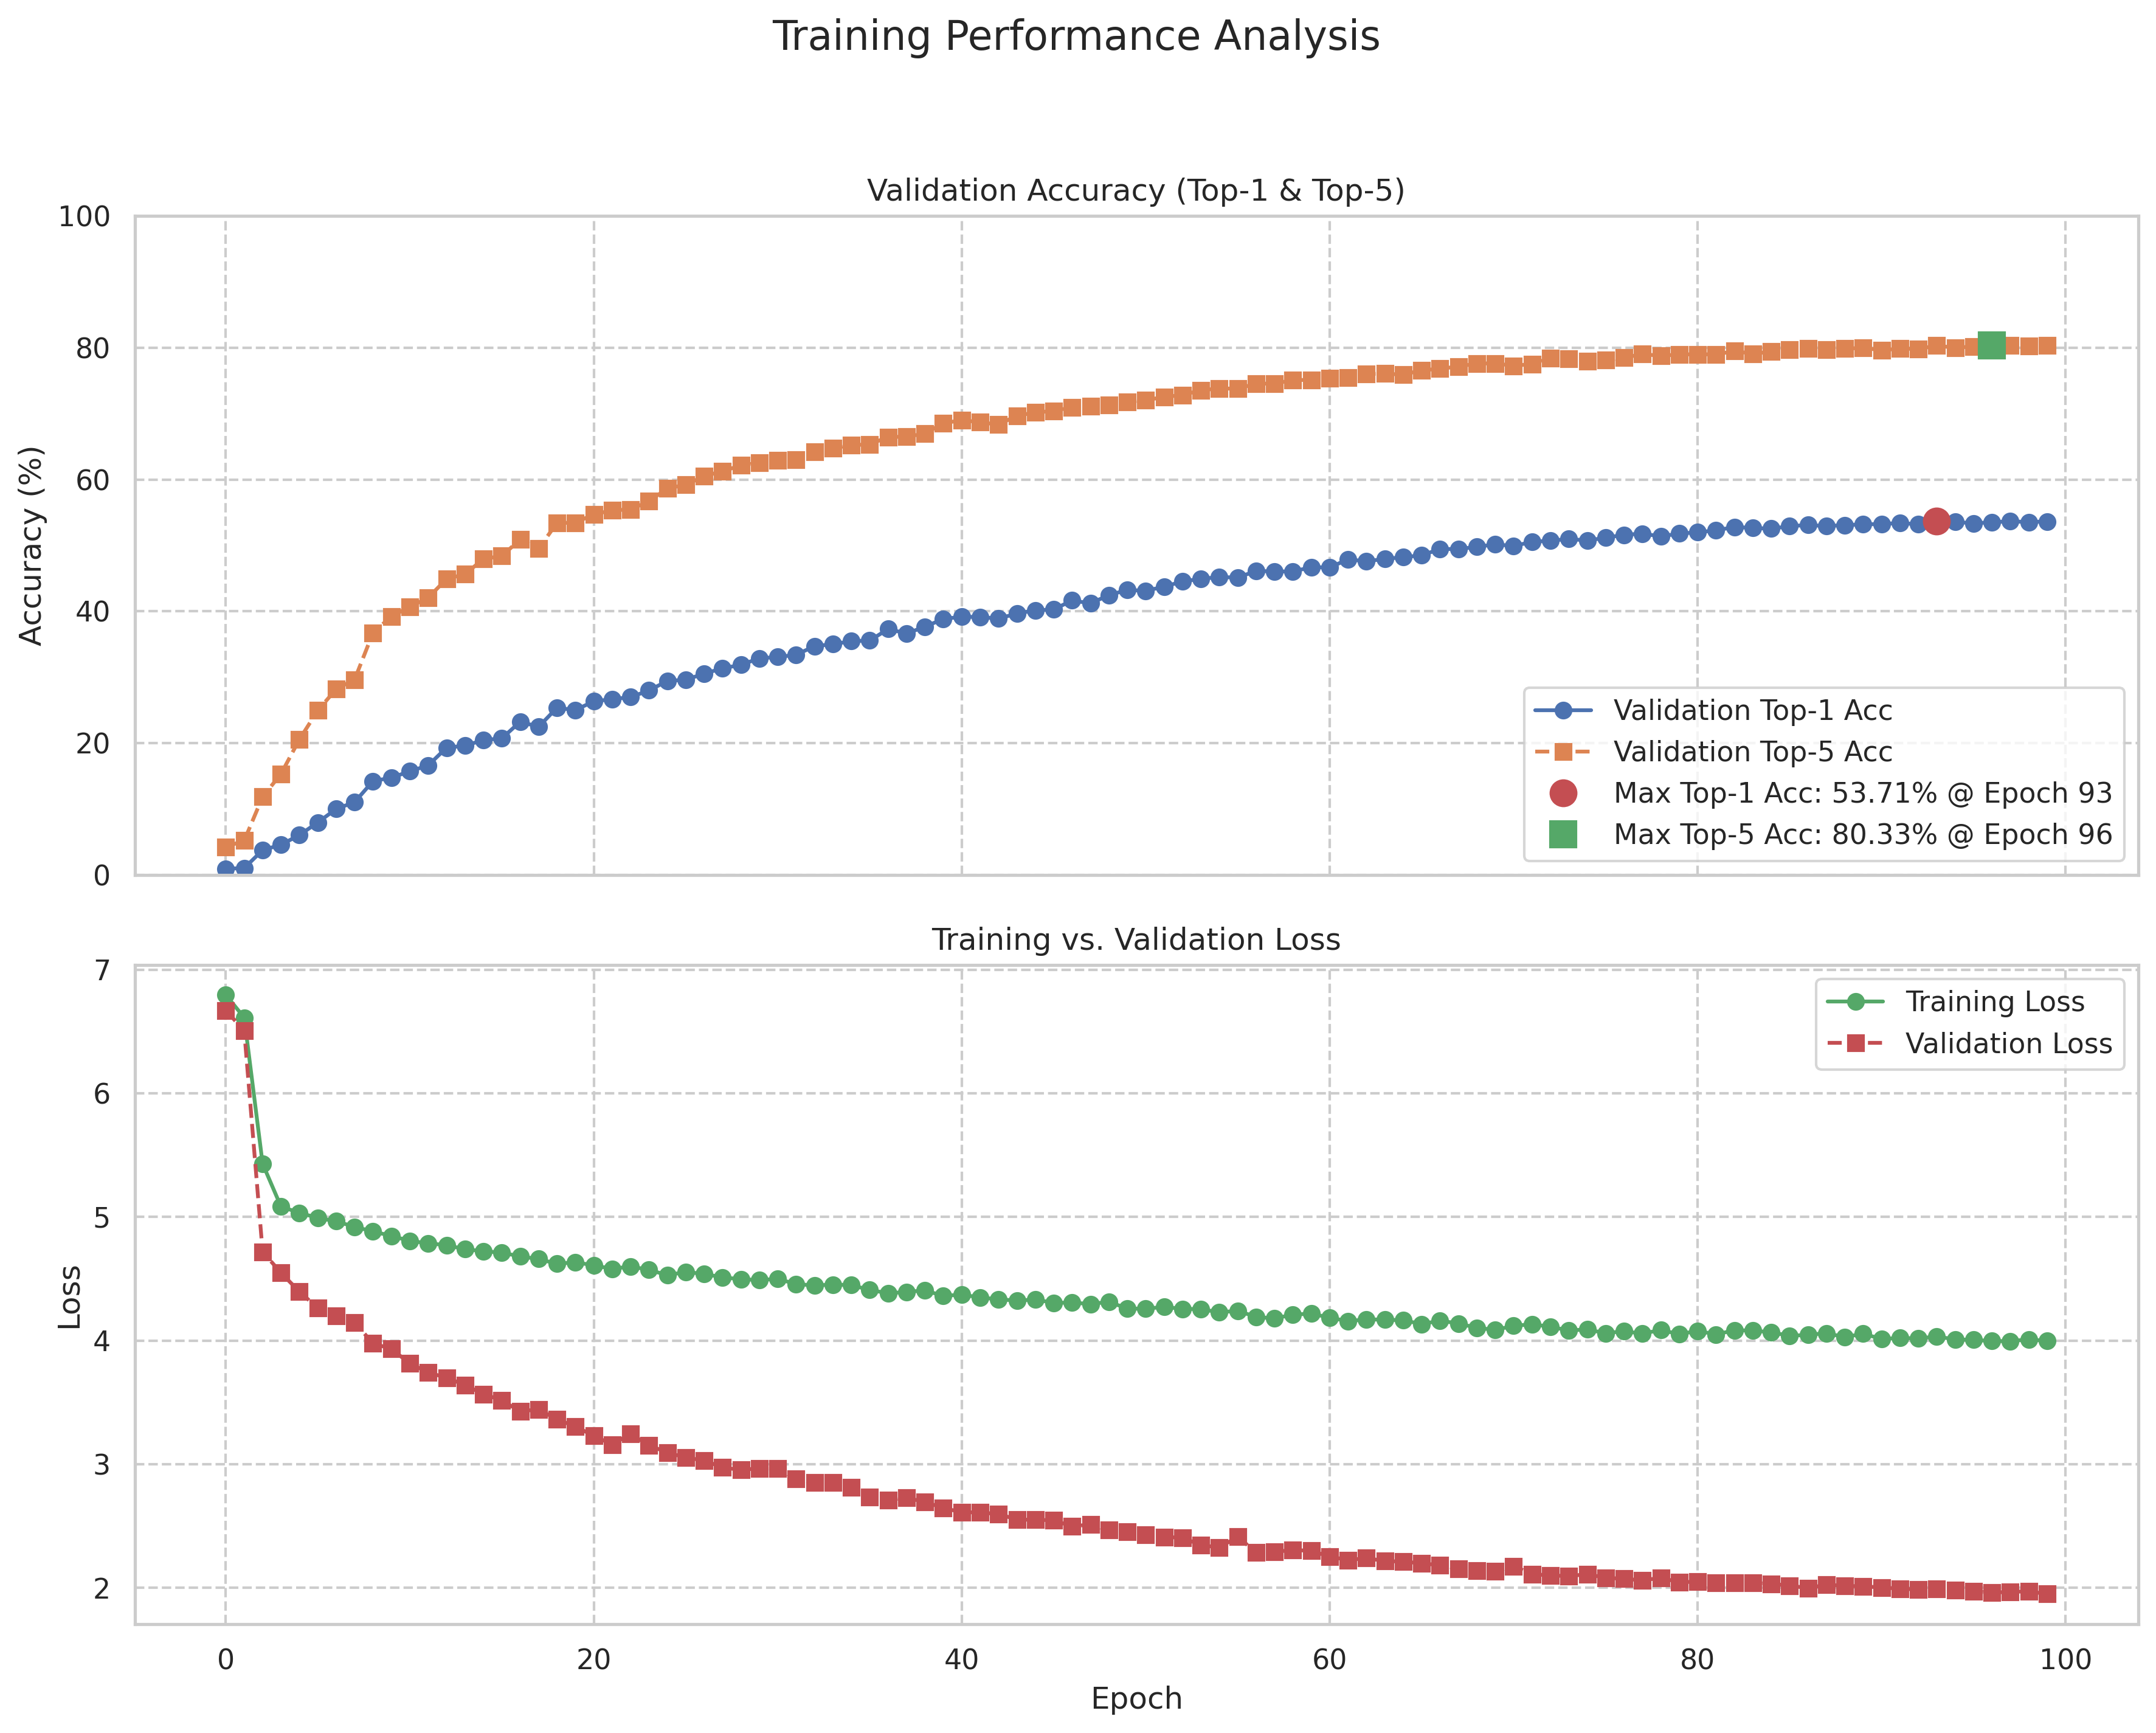 Training Performance Analysis
Validation Accuracy (Top-1 & Top-5)
100
80
60
40
20
0
Accuracy (%)
Validation Top-1 Acc
Validation Top-5 Acc
Max Top-1 Acc: 53.71% @ Epoch 93
Max Top-5 Acc: 80.33% @ Epoch 96
Training vs. Validation Loss
7
6
5
4
3
2
Loss
Training Loss
Validation Loss
0 20 40 60 80 100
Epoch